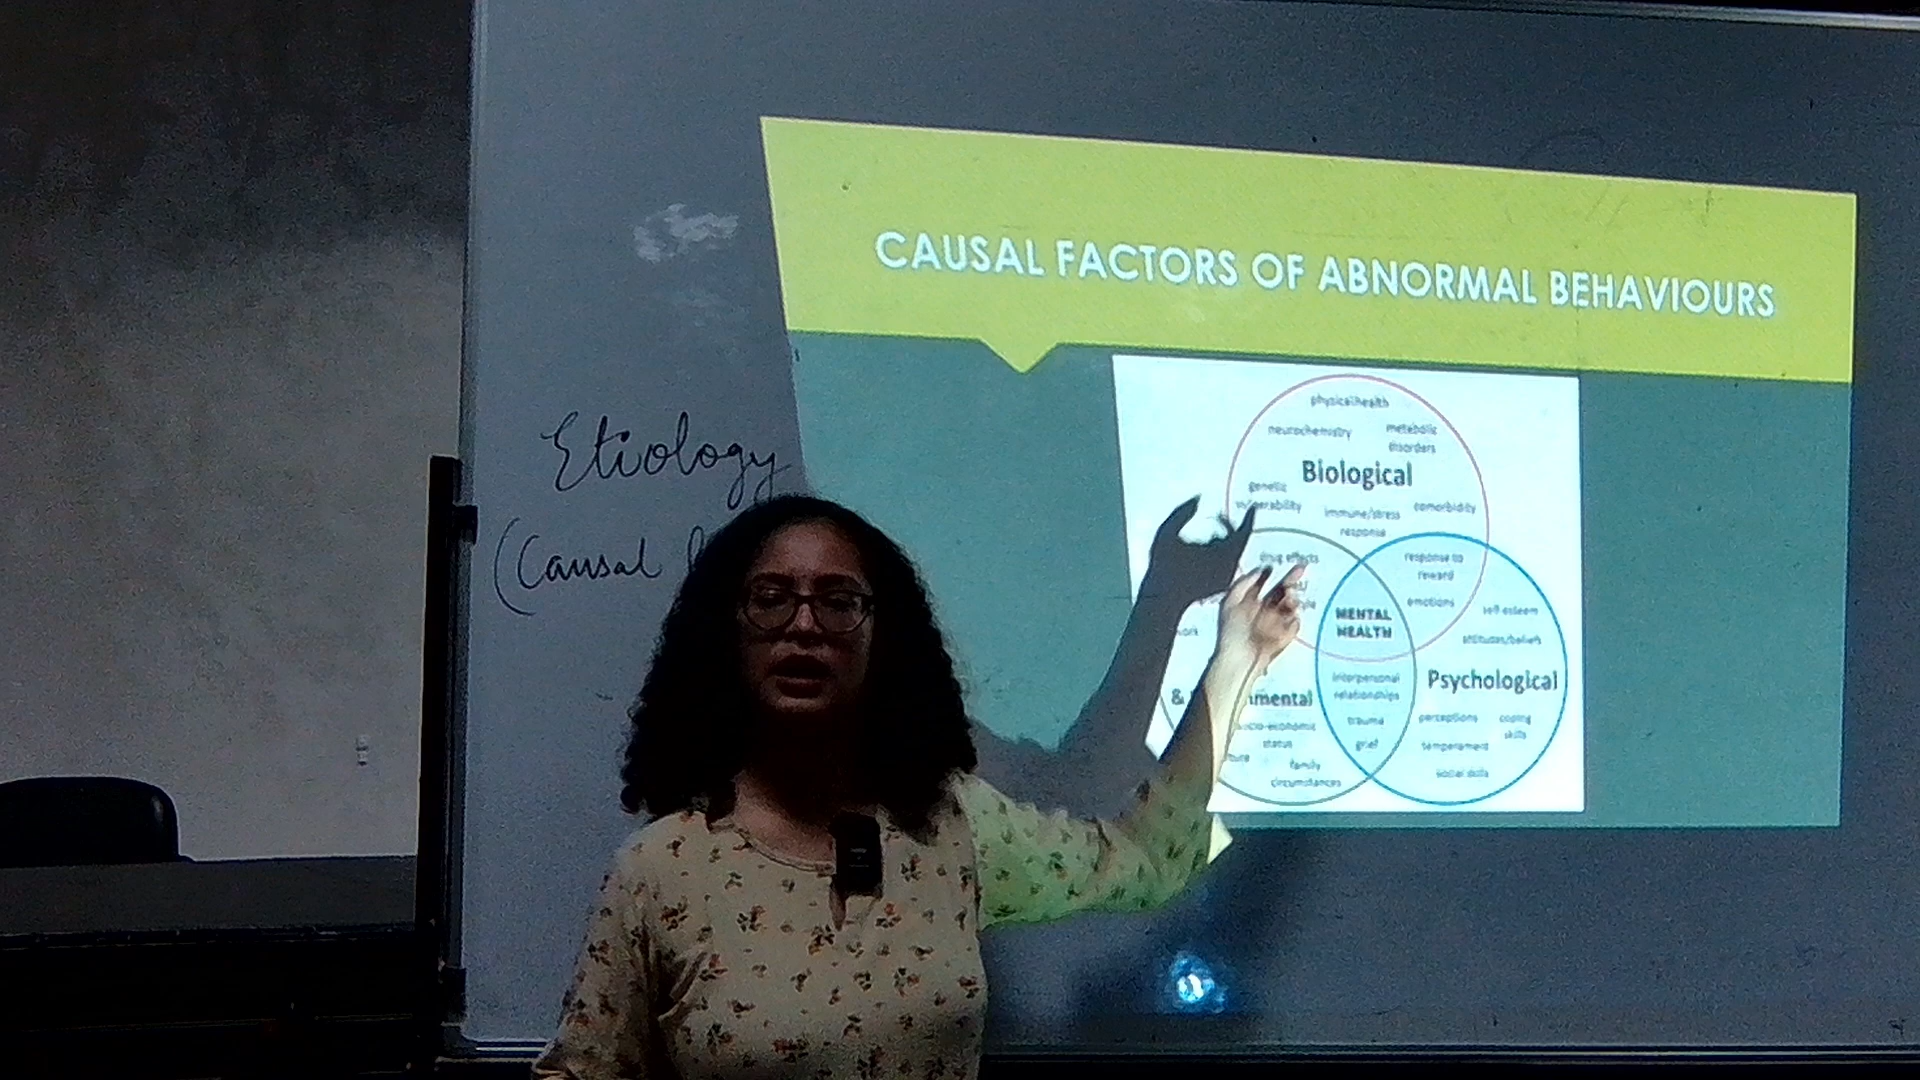 CAUSAL FACTORS OF ABNORMAL BEHAVIOURS
Etiology
(Causal
physical health
neurochemistry
metabolic
disorders
Biological
genetic
vulnerability
immune/stress
response
comorbidity
drug effects
response to
reward
emotions
MENTAL
HEALTH
self esteem
attitudes/beliefs
interpersonal
relationships
Psychological
&
socio-economic
status
trauma
grief
perceptions
coping
skills
temperament
family
circumstances
social skills